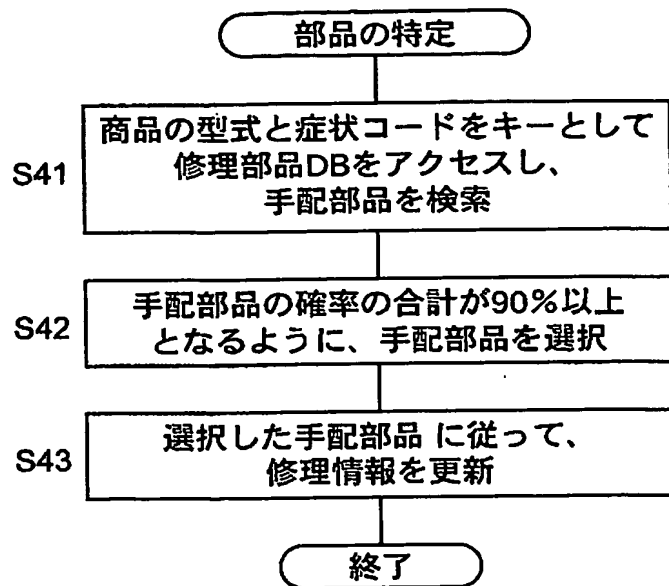 部品の特定
S41
商品の型式と症状コードをキーとして
修理部品DBをアクセスし、
手配部品を検索
S42
手配部品の確率の合計が90%以上
となるように、手配部品を選択
S43
選択した手配部品 に従って、
修理情報を更新
終了